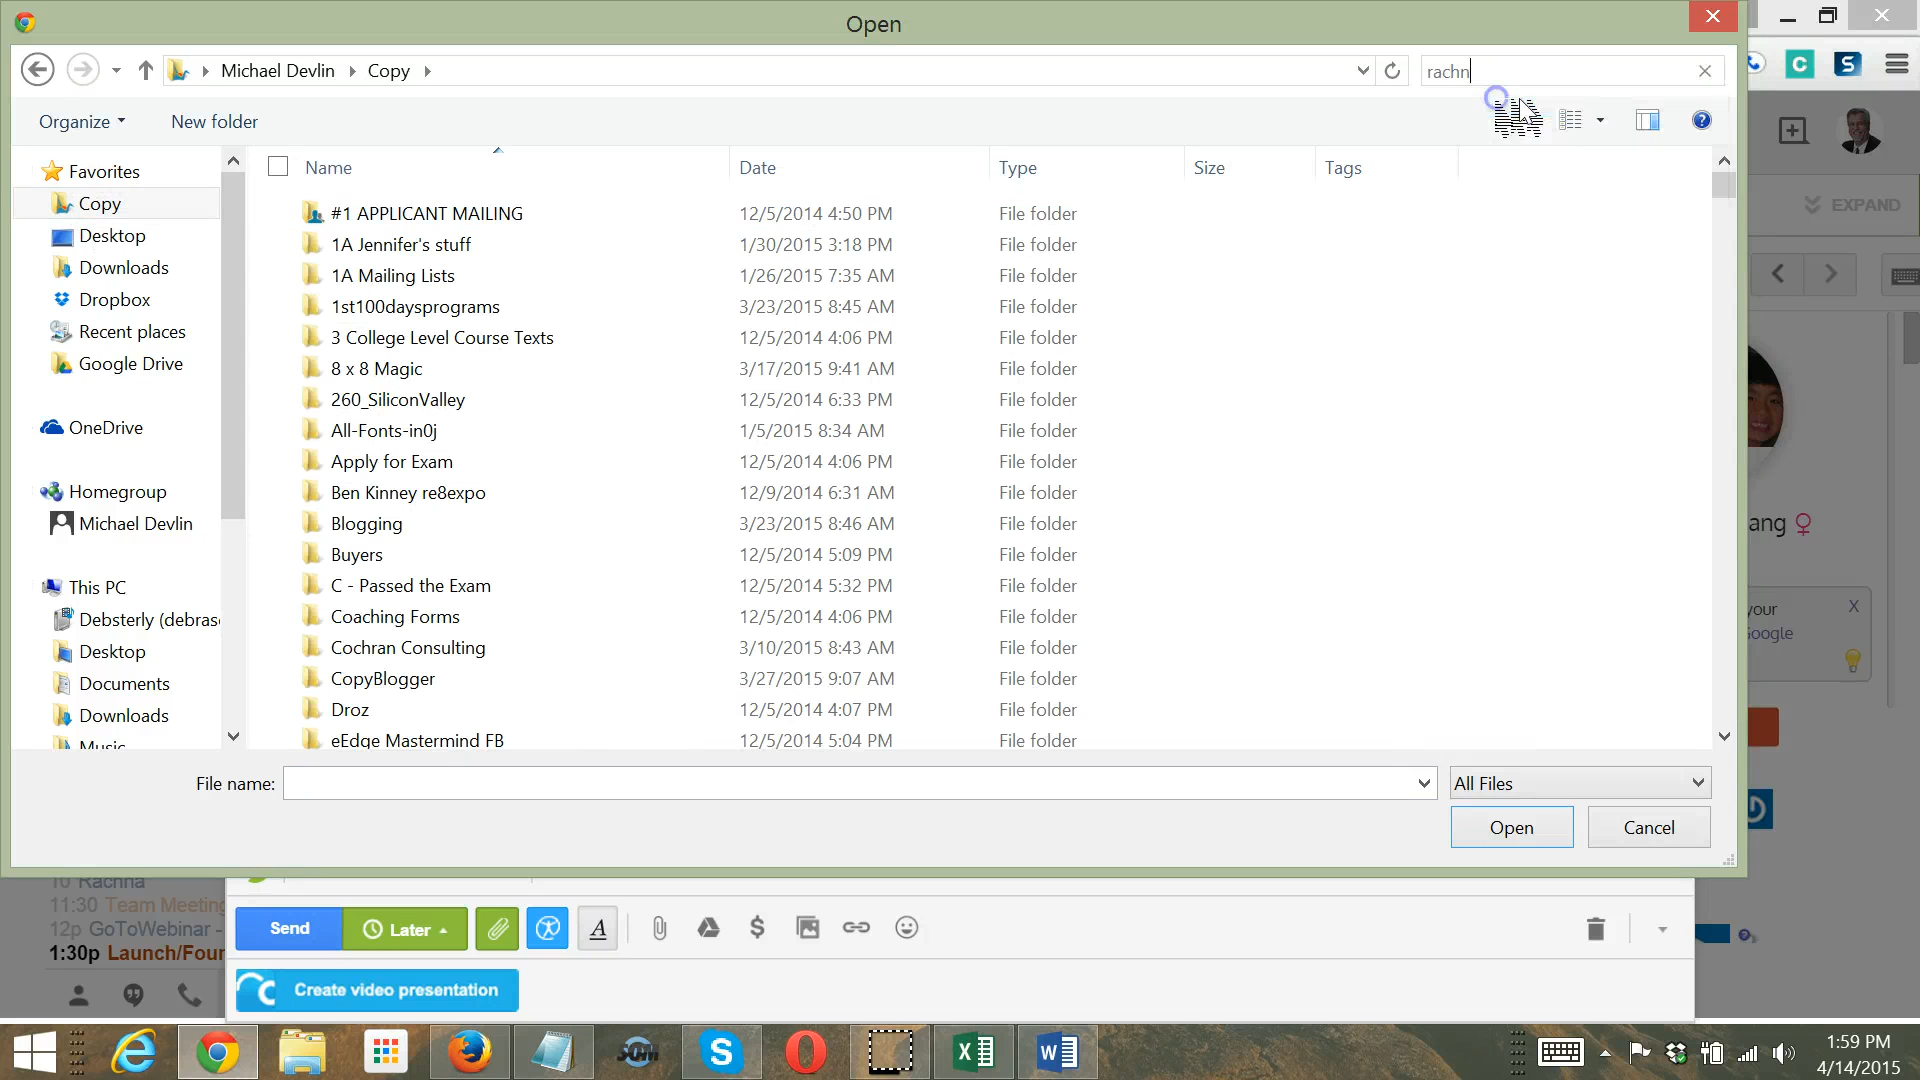 Open
Michael Devlin Copy
rachn
Organize
New folder
Name
Date
Type
Size
Tags
Favorites
Copy
Desktop
Downloads
Dropbox
Recent places
Google Drive
OneDrive
Homegroup
Michael Devlin
This PC
Debsterly (debras
Desktop
Documents
Downloads
Music
#1 APPLICANT MAILING 12/5/2014 4:50 PM File folder
1A Jennifer's stuff 1/30/2015 3:18 PM File folder
1A Mailing Lists 1/26/2015 7:35 AM File folder
1st100daysprograms 3/23/2015 8:45 AM File folder
3 College Level Course Texts 12/5/2014 4:06 PM File folder
8 x 8 Magic 3/17/2015 9:41 AM File folder
260_SiliconValley 12/5/2014 6:33 PM File folder
All-Fonts-in0j 1/5/2015 8:34 AM File folder
Apply for Exam 12/5/2014 4:06 PM File folder
Ben Kinney re8expo 12/9/2014 6:31 AM File folder
Blogging 3/23/2015 8:46 AM File folder
Buyers 12/5/2014 5:09 PM File folder
C - Passed the Exam 12/5/2014 5:32 PM File folder
Coaching Forms 12/5/2014 4:06 PM File folder
Cochran Consulting 3/10/2015 8:43 AM File folder
CopyBlogger 3/27/2015 9:07 AM File folder
Droz 12/5/2014 4:07 PM File folder
eEdge Mastermind FB 12/5/2014 5:04 PM File folder
File name:
All Files
Open
Cancel
EXPAND
ang
your
Google
X
10 Rachna
11:30 Team Meeting
12p GoToWebinar -
1:30p Launch/Four
Send
Later
A
$
Create video presentation
C
S
SOM
1:59 PM
4/14/2015